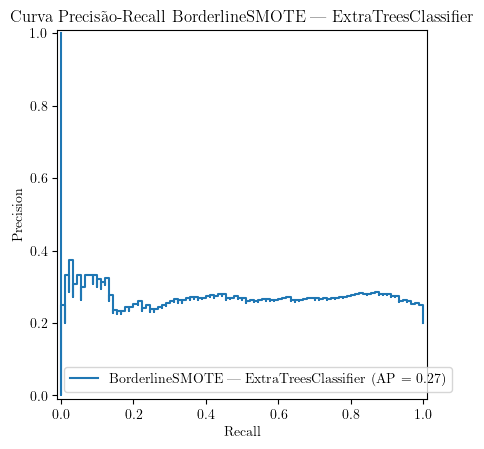 Curva Precisão-Recall BorderlineSMOTE — ExtraTreesClassifier
1.0
0.8
0.6
0.4
0.2
0.0
Precision
BorderlineSMOTE — ExtraTreesClassifier (AP = 0.27)
0.0 0.2 0.4 0.6 0.8 1.0
Recall